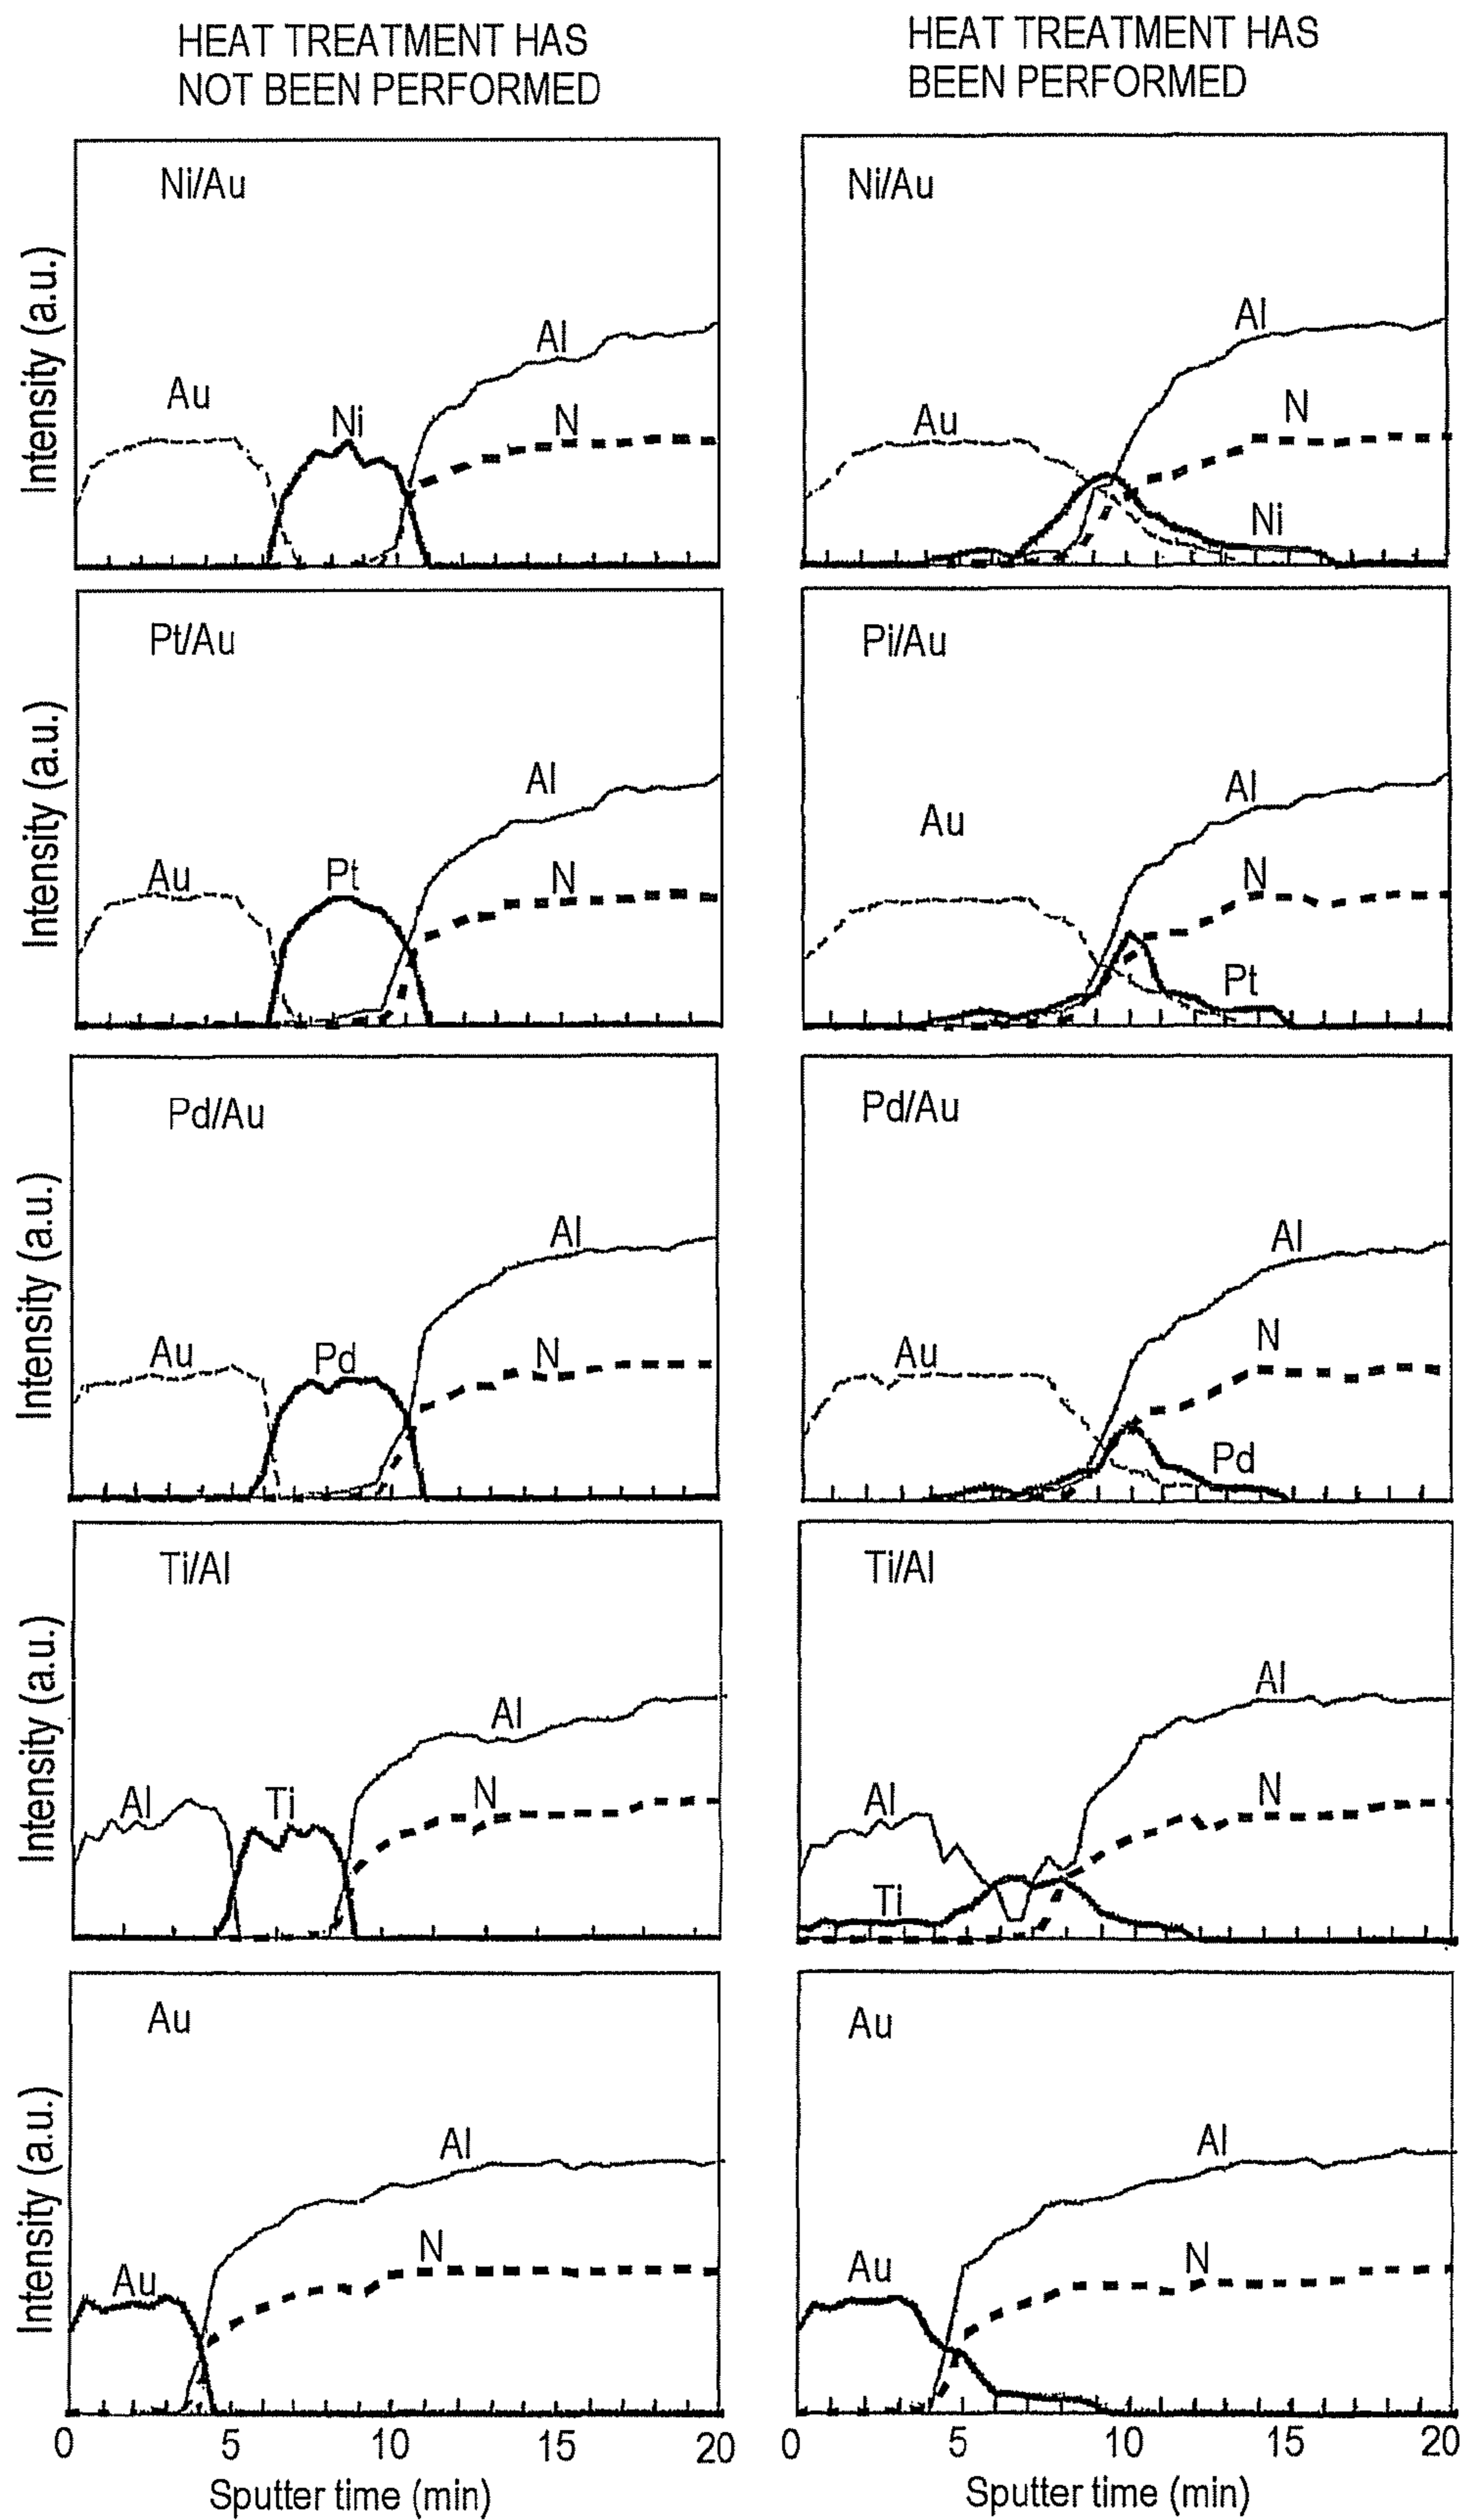 HEAT TREATMENT HAS
NOT BEEN PERFORMED
HEAT TREATMENT HAS
BEEN PERFORMED
Intensity (a.u.)
Ni/Au
Au
Ni
Al
N
Ni/Au
Au
Al
N
Ni
Intensity (a.u.)
Pt/Au
Au
Pt
Al
N
Pi/Au
Au
Al
N
Pt
Intensity (a.u.)
Pd/Au
Au
Pd
Al
N
Pd/Au
Au
Al
N
Pd
Intensity (a.u.)
Ti/Al
Al
Ti
Al
N
Ti/Al
Al
Ti
Al
N
Intensity (a.u.)
Au
Au
Al
N
Au
Au
Al
N
0 5 10 15 20
Sputter time (min)
0 5 10 15 20
Sputter time (min)